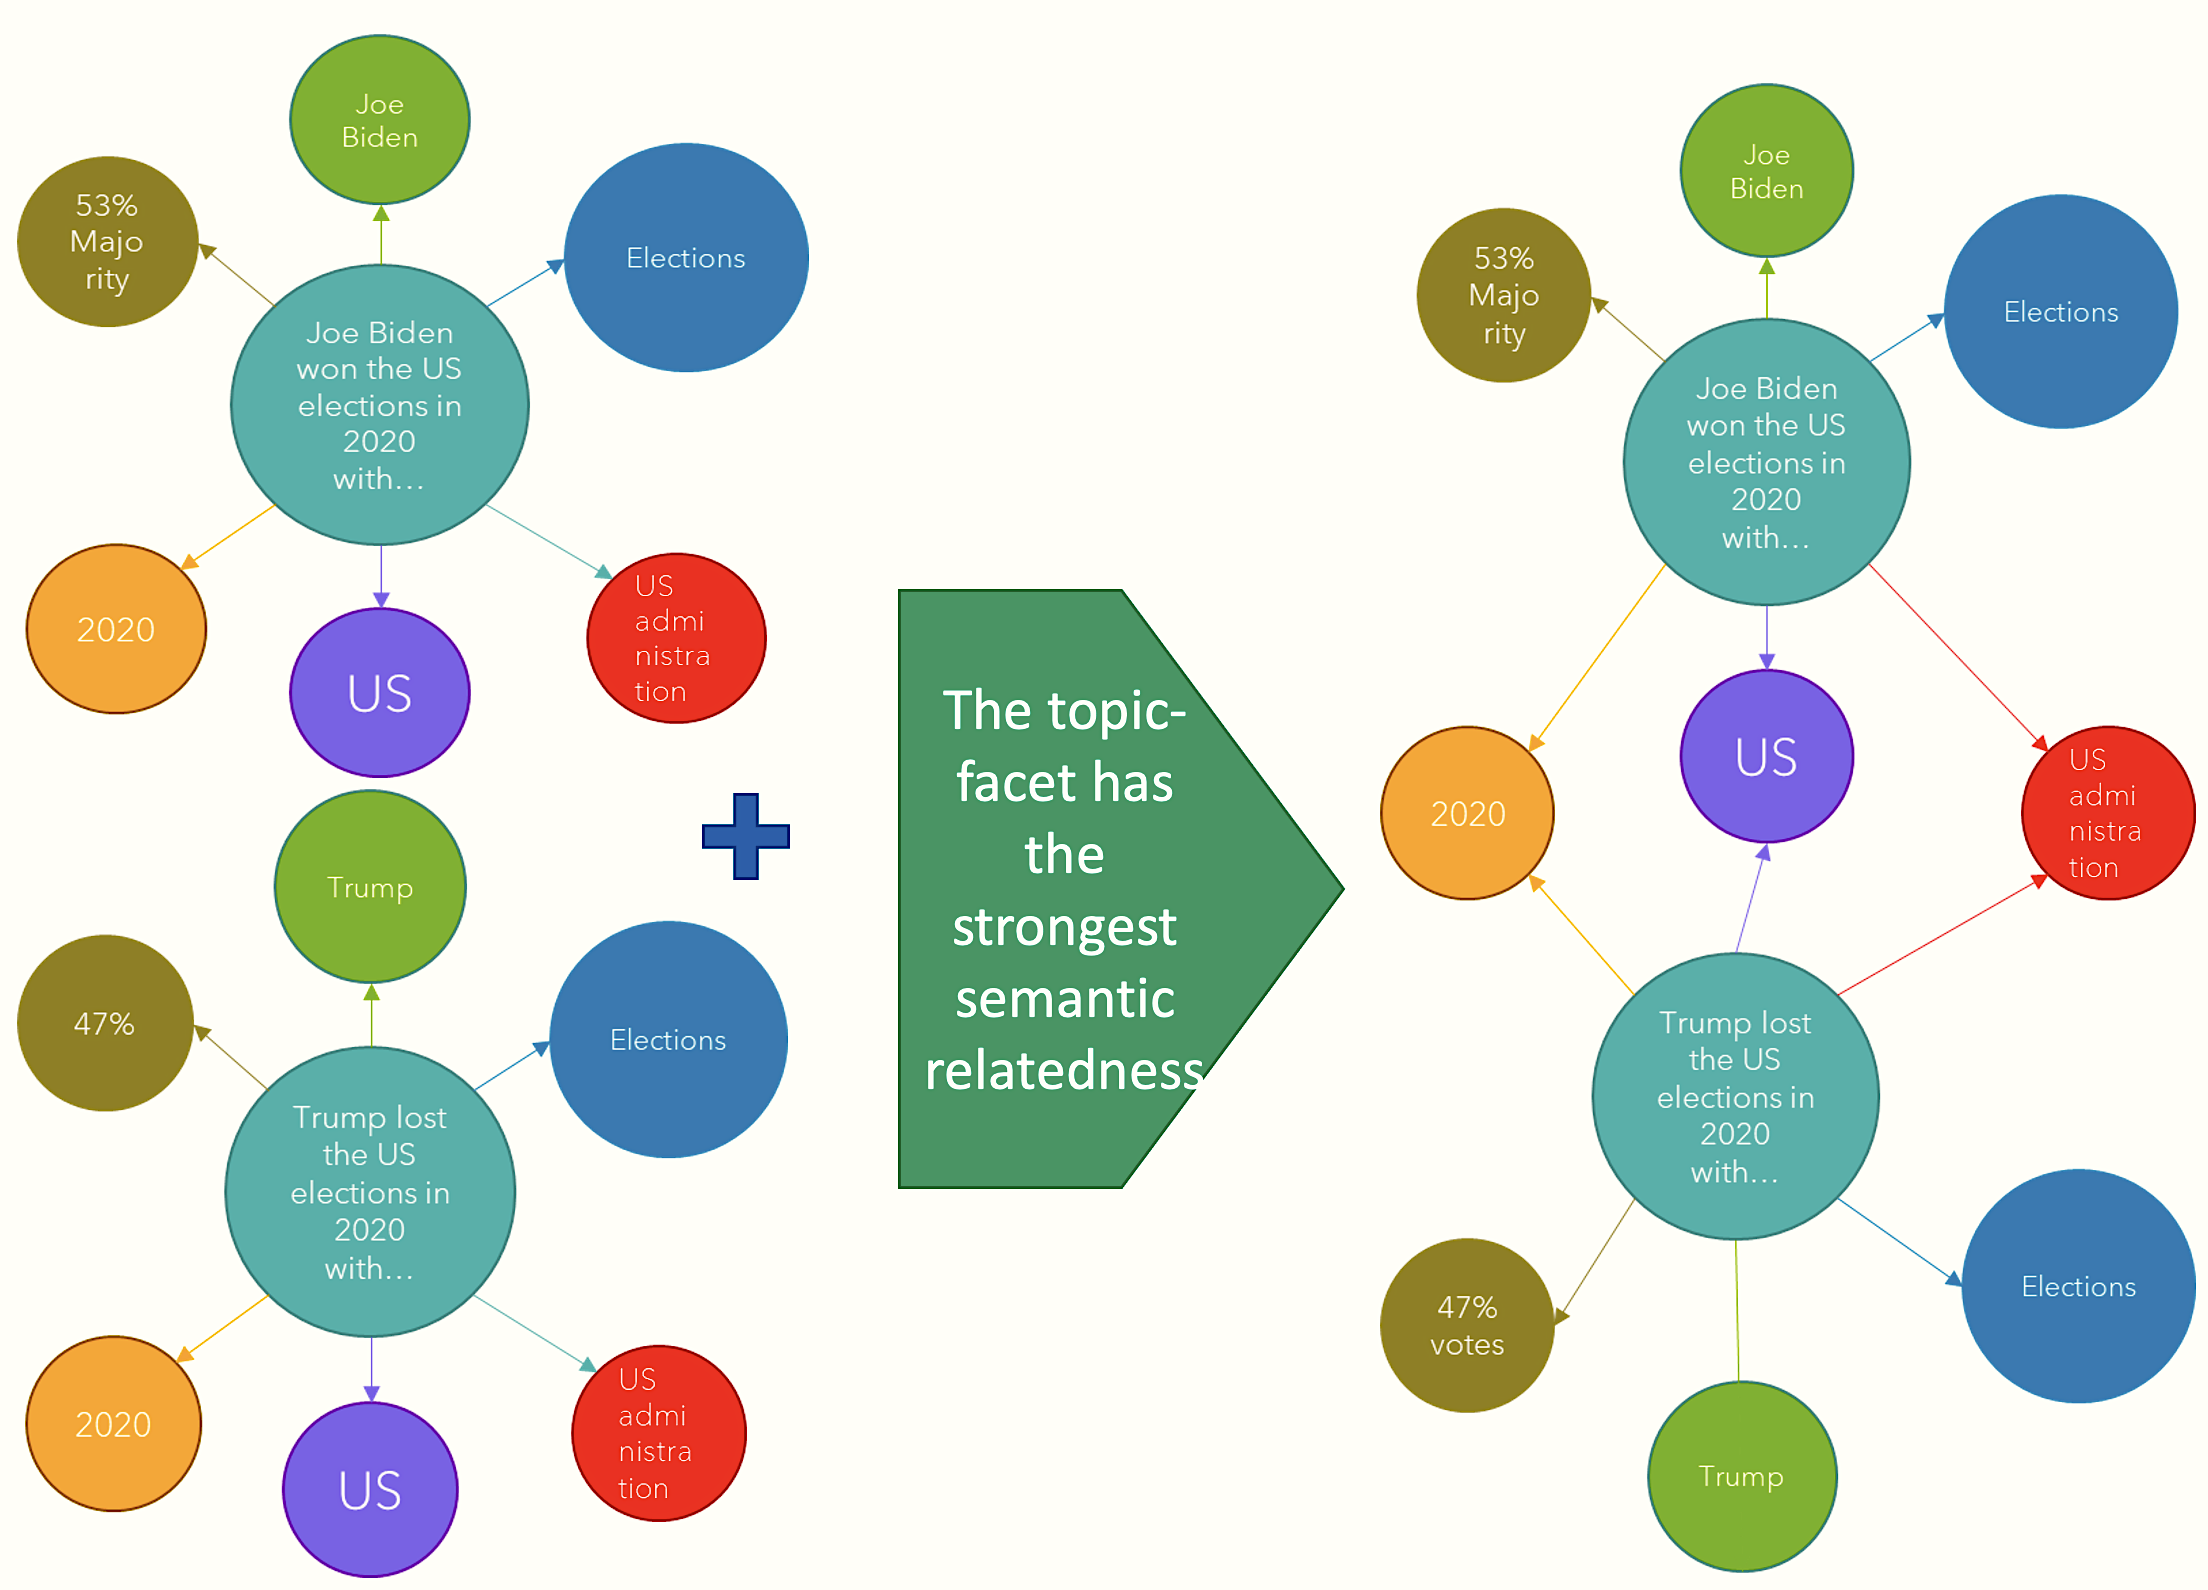 Joe
Biden
53%
Majo
rity
Elections
Joe Biden
won the US
elections in
2020
with...
2020
US
US
admi
nistra
tion
Trump
47%
Elections
Trump lost
the US
elections in
2020
with...
2020
US
US
admi
nistra
tion
The topic-
facet has
the
strongest
semantic
relatedness
Joe
Biden
53%
Majo
rity
Elections
Joe Biden
won the US
elections in
2020
with...
2020
US
US
admi
nistra
tion
Trump lost
the US
elections in
2020
with...
47%
votes
Elections
Trump